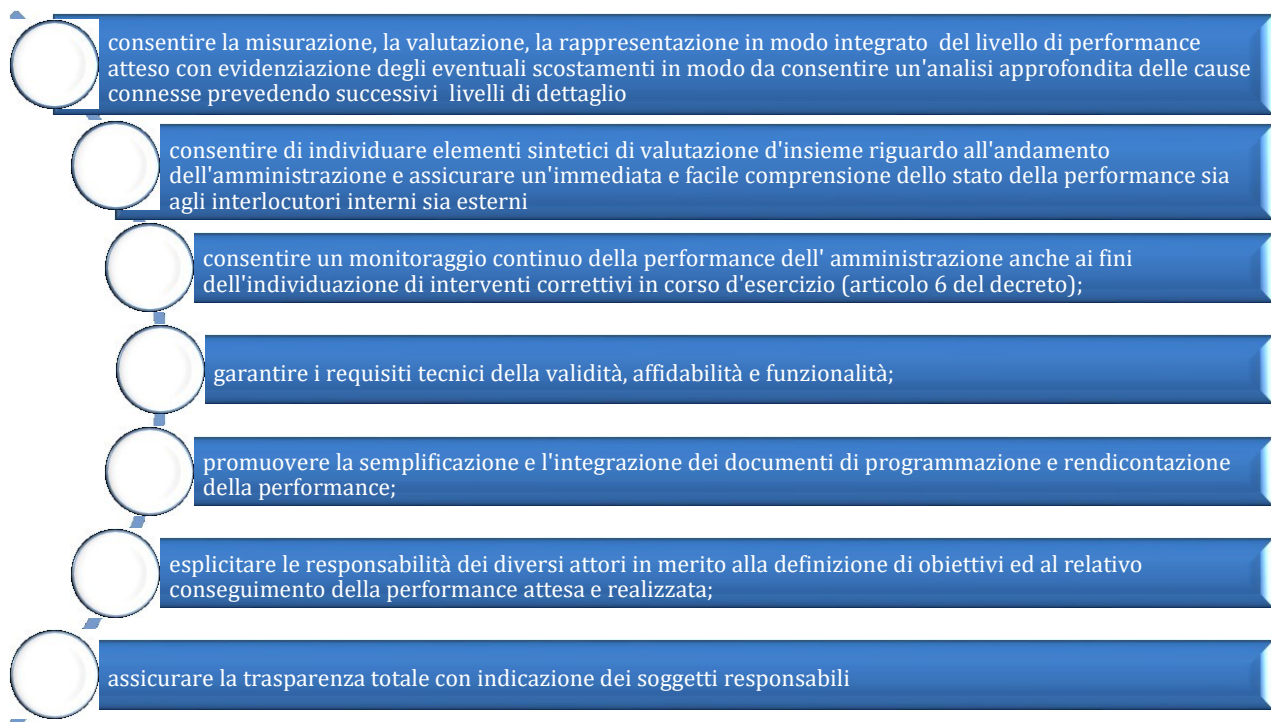 consentire la misurazione, la valutazione, la rappresentazione in modo integrato  del livello di performance
atteso con evidenziazione degli eventuali scostamenti in modo da consentire un'analisi approfondita delle cause
connesse prevedendo successivi  livelli di dettaglio
consentire di individuare elementi sintetici di valutazione d'insieme riguardo all'andamento
dell'amministrazione e assicurare un'immediata e facile comprensione dello stato della performance sia
agli interlocutori interni sia esterni
consentire un monitoraggio continuo della performance dell' amministrazione anche ai fini
dell'individuazione di interventi correttivi in corso d'esercizio (articolo 6 del decreto);
garantire i requisiti tecnici della validità, affidabilità e funzionalità;
promuovere la semplificazione e l'integrazione dei documenti di programmazione e rendicontazione
della performance;
esplicitare le responsabilità dei diversi attori in merito alla definizione di obiettivi ed al relativo
conseguimento della performance attesa e realizzata;
assicurare la trasparenza totale con indicazione dei soggetti responsabili